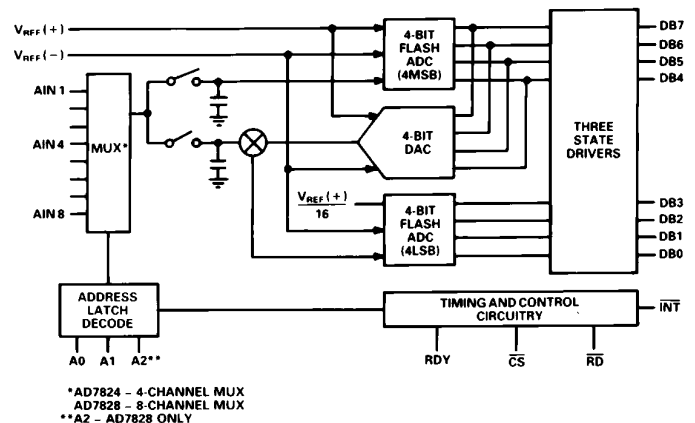 VREF (+)
VREF (−)
AIN 1
AIN 4
AIN 8
MUX*
4-BIT
FLASH
ADC
(4MSB)
4-BIT
DAC
VREF (+)
16
4-BIT
FLASH
ADC
(4LSB)
THREE
STATE
DRIVERS
DB7
DB6
DB5
DB4
DB3
DB2
DB1
DB0
ADDRESS
LATCH
DECODE
TIMING AND CONTROL
CIRCUITRY
INT
A0 A1 A2**
RDY CS RD
*AD7824 – 4-CHANNEL MUX
AD7828 – 8-CHANNEL MUX
**A2 – AD7828 ONLY